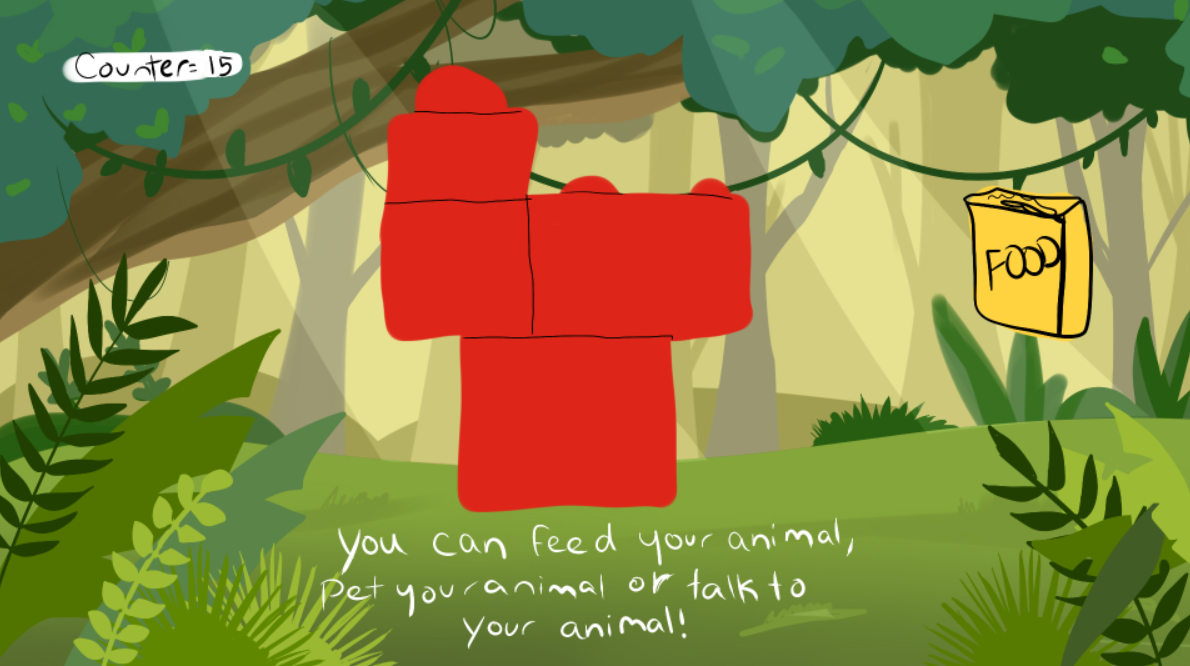 Counter= 15
FOOD
You can feed your animal,
pet your animal or talk to
your animal!